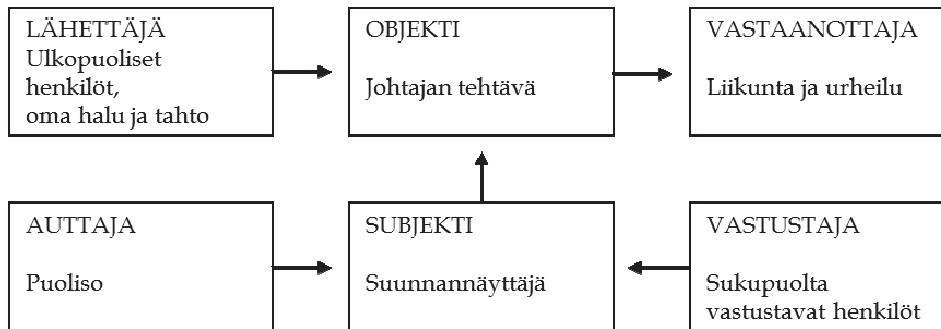 LÄHETTÄJÄ
Ulkopuoliset
henkilöt,
oma halu ja tahto
OBJEKTI
Johtajan tehtävä
VASTAANOTTAJA
Liikunta ja urheilu
AUTTAJA
Puoliso
SUBJEKTI
Suunnannäyttäjä
VASTUSTAJA
Sukupuolta
vastustavat henkilöt